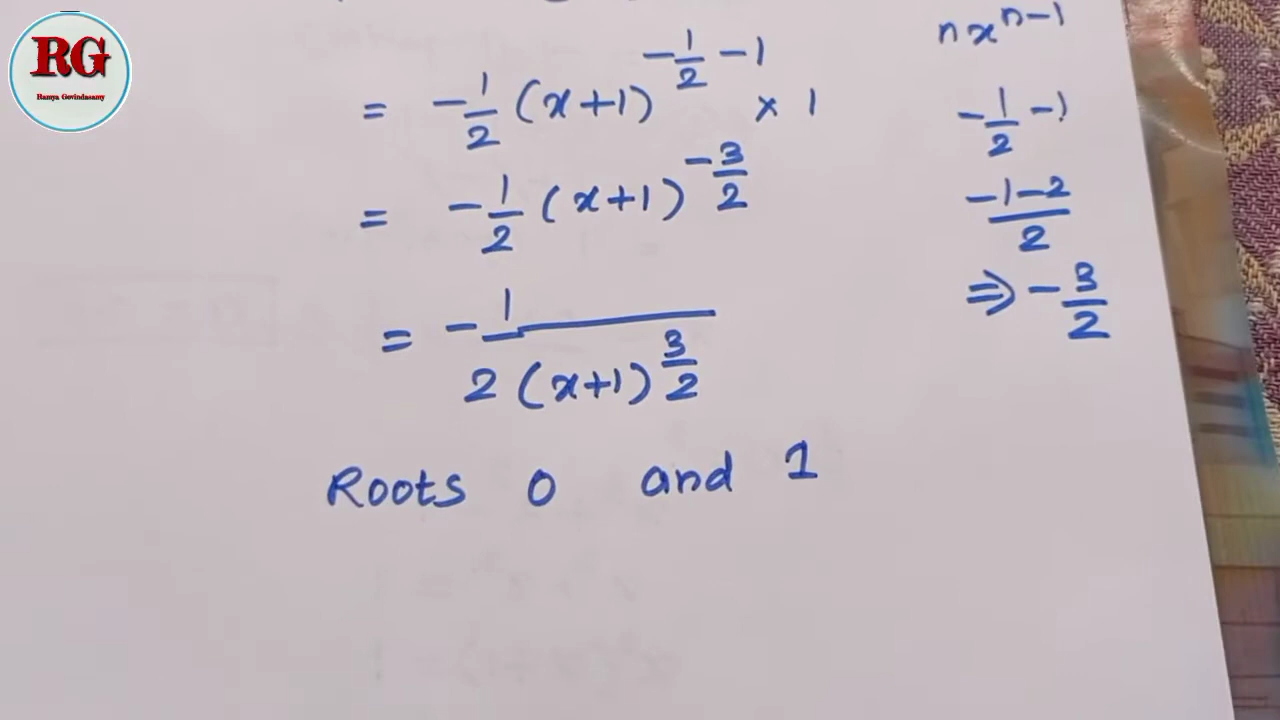 RG
Ramya Govindasamy
= -1/2 (x+1)^(-1/2 -1) × 1
= -1/2 (x+1)^(-3/2)
= -1/(2(x+1)^(3/2))
Roots 0 and 1
nx^(n-1)
-1/2 -1
(-1-2)/2
⇒ -3/2